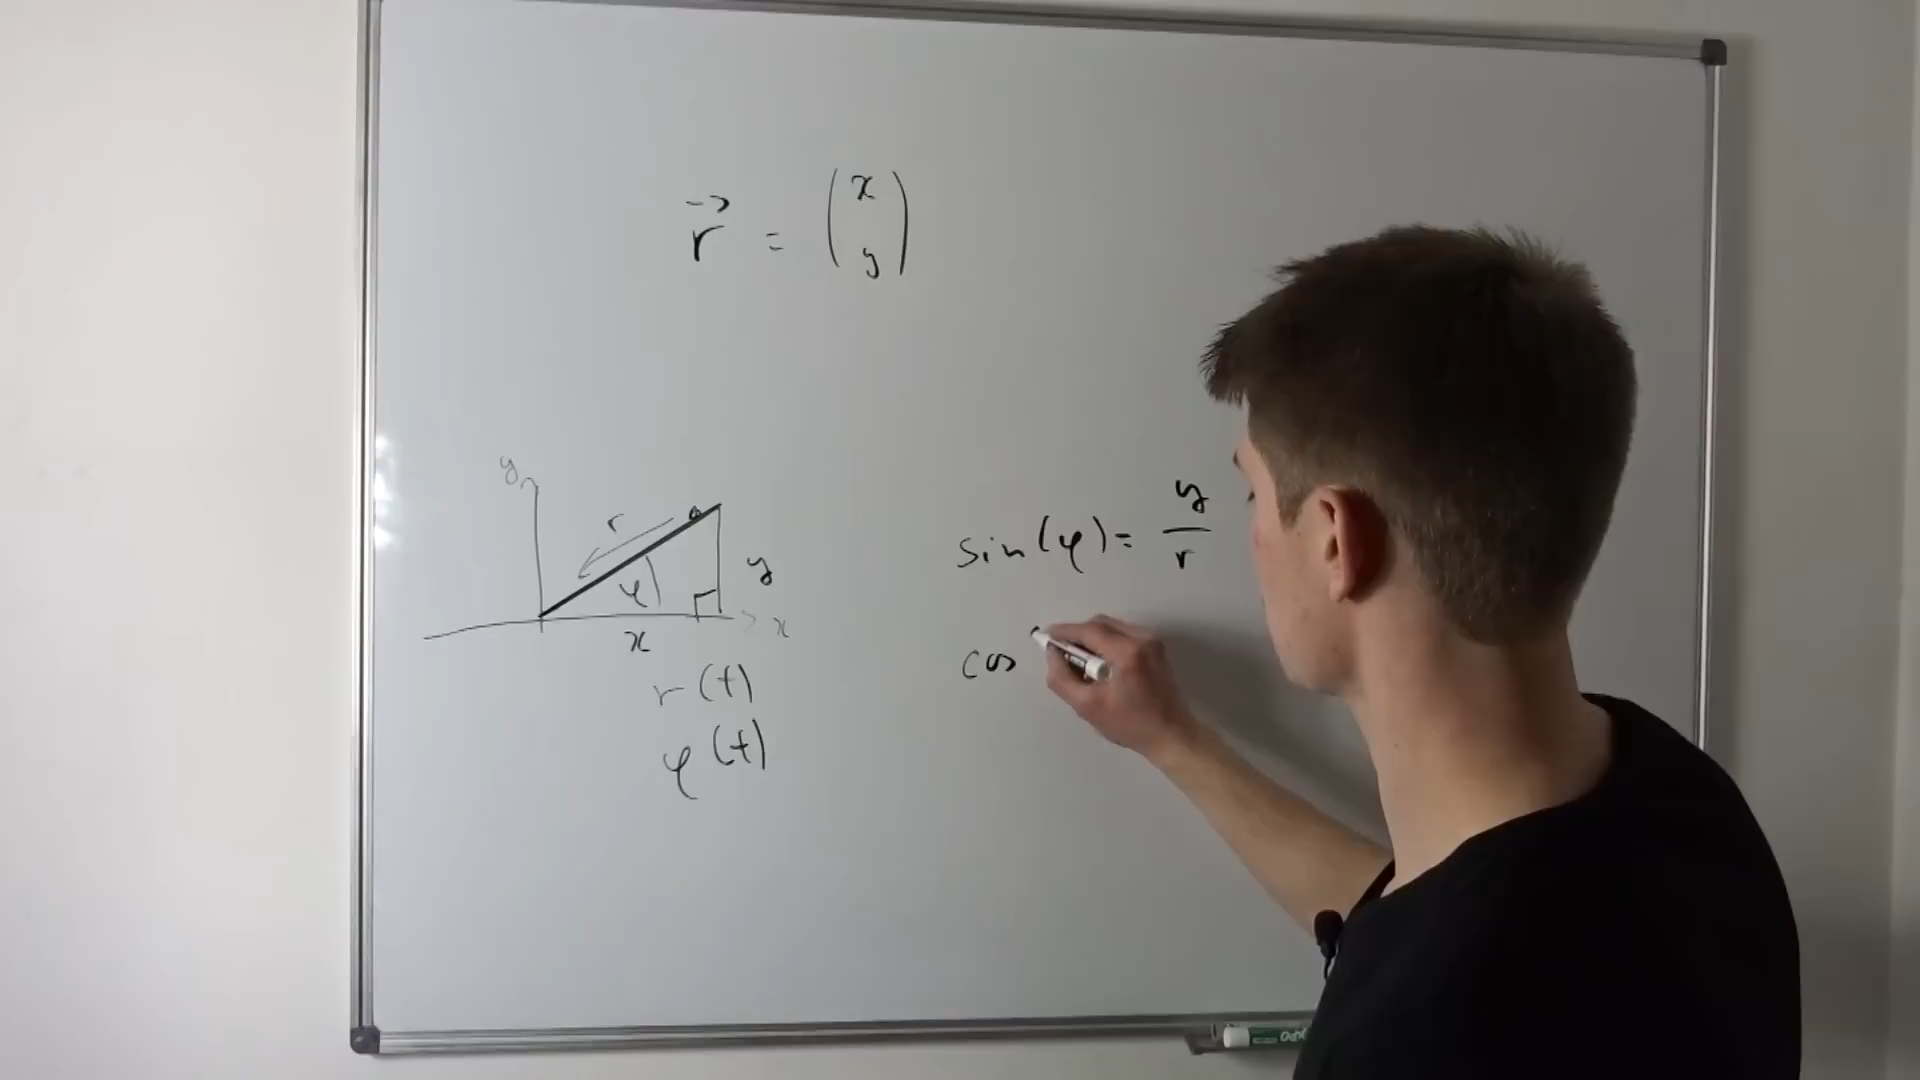 r⃗ = (x y)
y
r
φ
y
x
x
r(t)
φ(t)
sin(φ) = y/r
cos